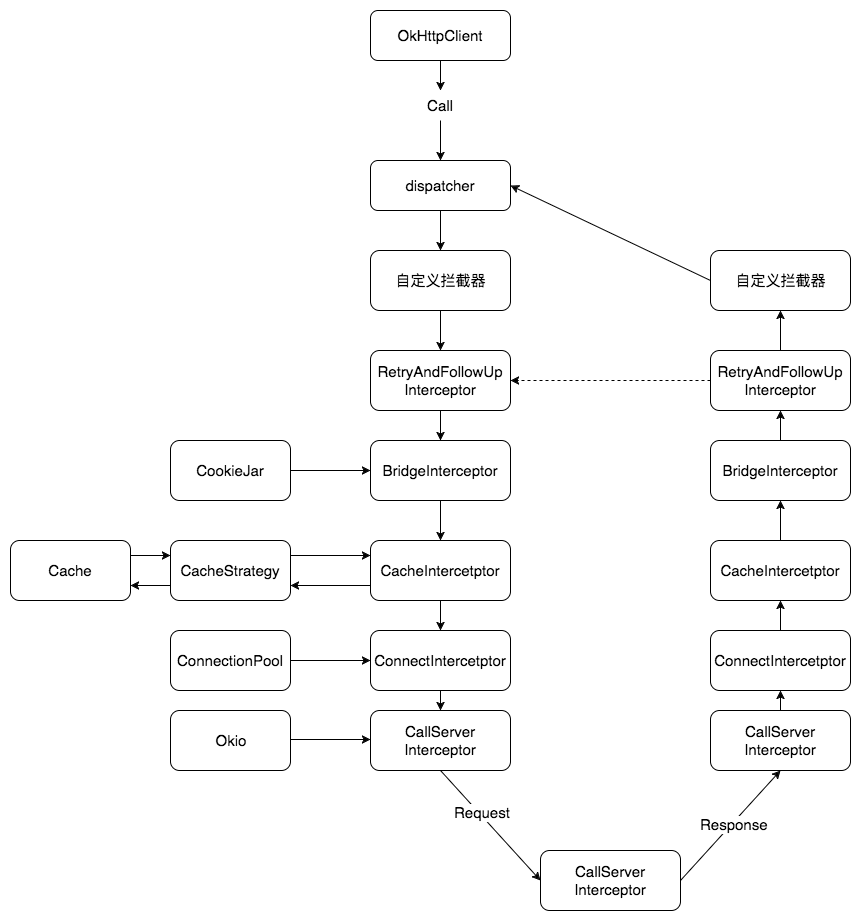 OkHttpClient
Call
dispatcher
自定义拦截器
自定义拦截器
RetryAndFollowUp
Interceptor
RetryAndFollowUp
Interceptor
CookieJar
BridgeInterceptor
BridgeInterceptor
Cache
CacheStrategy
CacheIntercetptor
CacheIntercetptor
ConnectionPool
ConnectIntercetptor
ConnectIntercetptor
Okio
CallServer
Interceptor
CallServer
Interceptor
Request
Response
CallServer
Interceptor